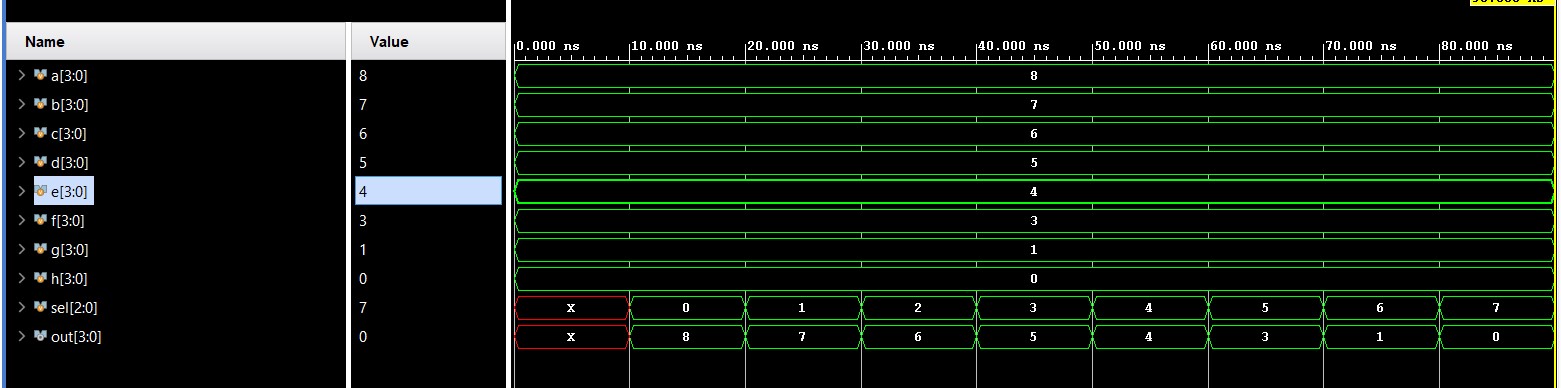 Name Value 0.000 ns 10.000 ns 20.000 ns 30.000 ns 40.000 ns 50.000 ns 60.000 ns 70.000 ns 80.000 ns
a[3:0] 8 8
b[3:0] 7 7
c[3:0] 6 6
d[3:0] 5 5
e[3:0] 4 4
f[3:0] 3 3
g[3:0] 1 1
h[3:0] 0 0
sel[2:0] 7 X 0 1 2 3 4 5 6 7
out[3:0] 0 X 8 7 6 5 4 3 1 0